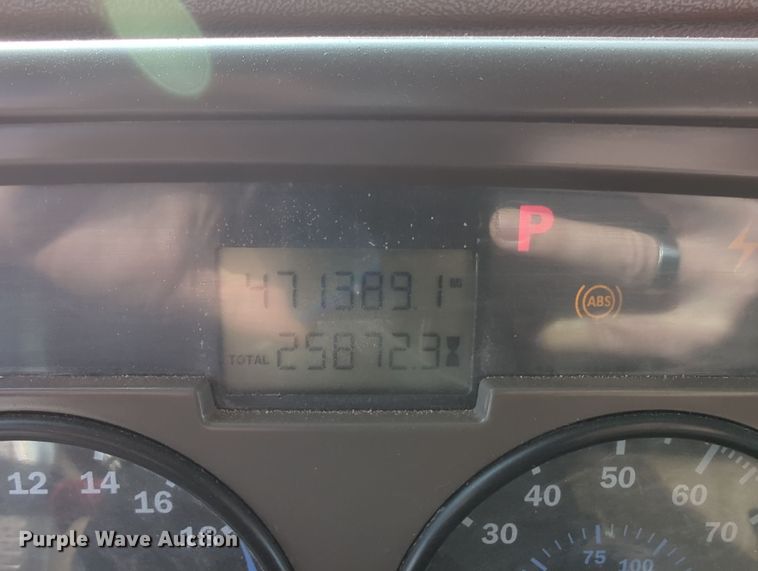 P
471389.1
ABS
TOTAL 25872.3
12 14 16 18
30 40 50 60 70
75 100
Purple Wave Auction